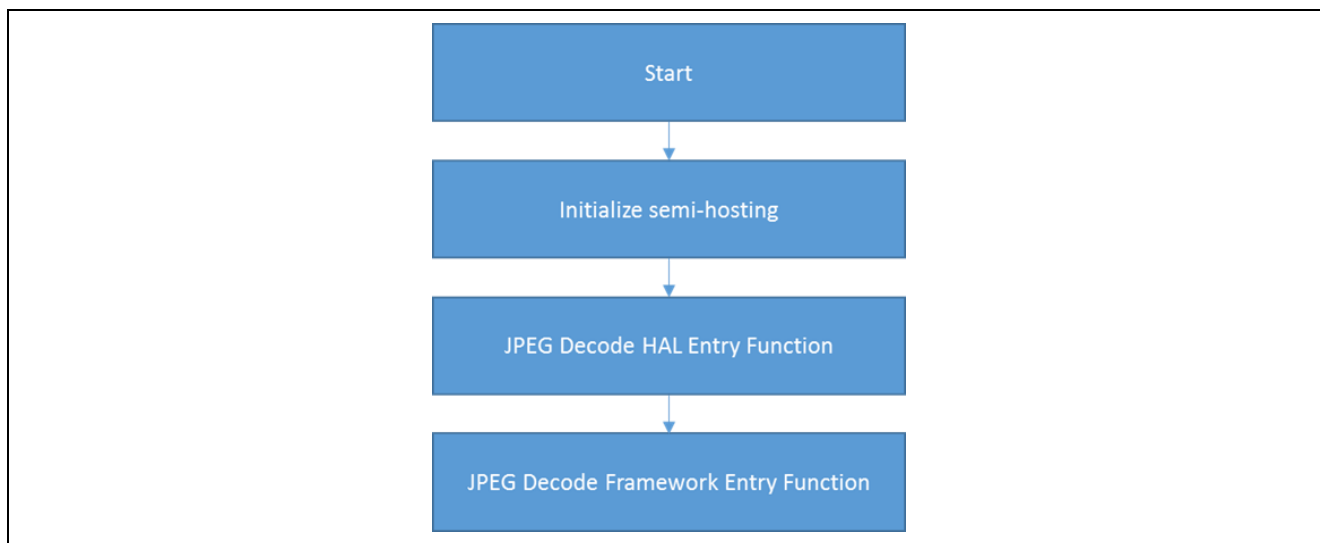 Start
Initialize semi-hosting
JPEG Decode HAL Entry Function
JPEG Decode Framework Entry Function